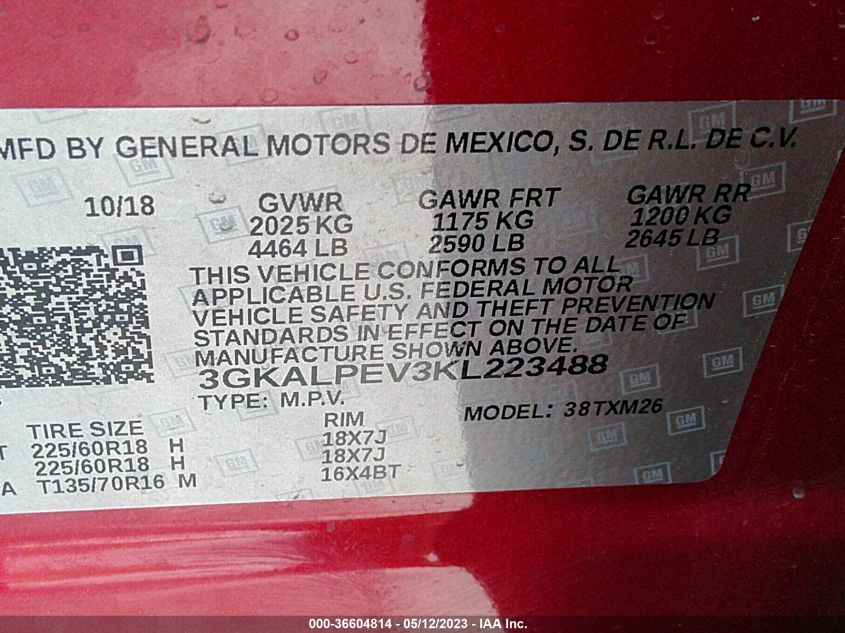 MFD BY GENERAL MOTORS DE MEXICO, S. DE R.L. DE C.V.
10/18 GVWR GAWR FRT GAWR RR
2025 KG 1175 KG 1200 KG
4464 LB 2590 LB 2645 LB
THIS VEHICLE CONFORMS TO ALL
APPLICABLE U.S. FEDERAL MOTOR
VEHICLE SAFETY AND THEFT PREVENTION
STANDARDS IN EFFECT ON THE DATE OF
MANUFACTURE SHOWN ABOVE.
3GKALPEV3KL223488
TYPE: M.P.V. MODEL: 38TXM26
TIRE SIZE RIM
T 225/60R18 H 18X7J
225/60R18 H 18X7J
A T135/70R16 M 16X4BT
GM
000-36604814 - 05/12/2023 - IAA Inc.